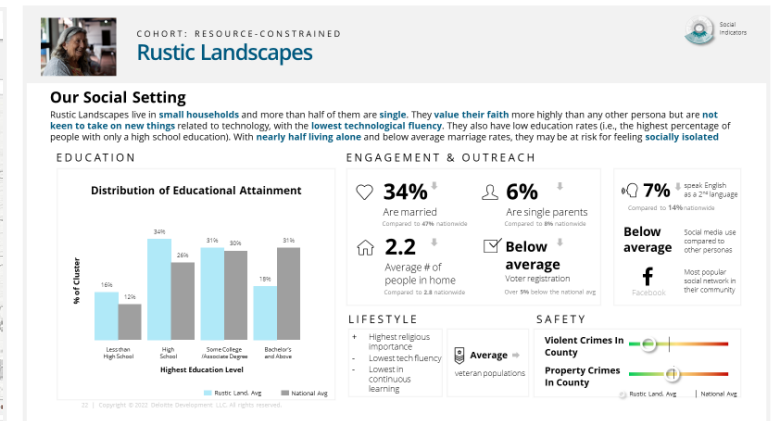 COHORT: RESOURCE-CONSTRAINED
Rustic Landscapes
Social
Indicators
Our Social Setting
Rustic Landscapes live in small households and more than half of them are single. They value their faith more highly than any other persona but are not
keen to take on new things related to technology, with the lowest technological fluency. They also have low education rates (i.e., the highest percentage of
people with only a high school education). With nearly half living alone and below average marriage rates, they may be at risk for feeling socially isolated
EDUCATION
Distribution of Educational Attainment
% of Cluster
16%
12%
34%
26%
31%
30%
18%
31%
Less than
High School
High
School
Some College
/Associate Degree
Bachelor's
and Above
Highest Education Level
Rustic Land. Avg
National Avg
ENGAGEMENT & OUTREACH
34%
Are married
Compared to 47% nationwide
6%
Are single parents
Compared to 8% nationwide
2.2
Average # of
people in home
Compared to 2.8 nationwide
Below
average
Voter registration
Over 5% below the national avg
7%
speak English
as a 2nd language
Compared to 14% nationwide
Below
average
Social media use
compared to
other personas
f
Facebook
Most popular
social network in
their community
LIFESTYLE
+ Highest religious
importance
- Lowest tech fluency
- Lowest in
continuous
learning
Average
veteran populations
SAFETY
Violent Crimes In
County
Property Crimes
In County
Rustic Land. Avg
National Avg
22 | Copyright © 2022 Deloitte Development LLC. All rights reserved.